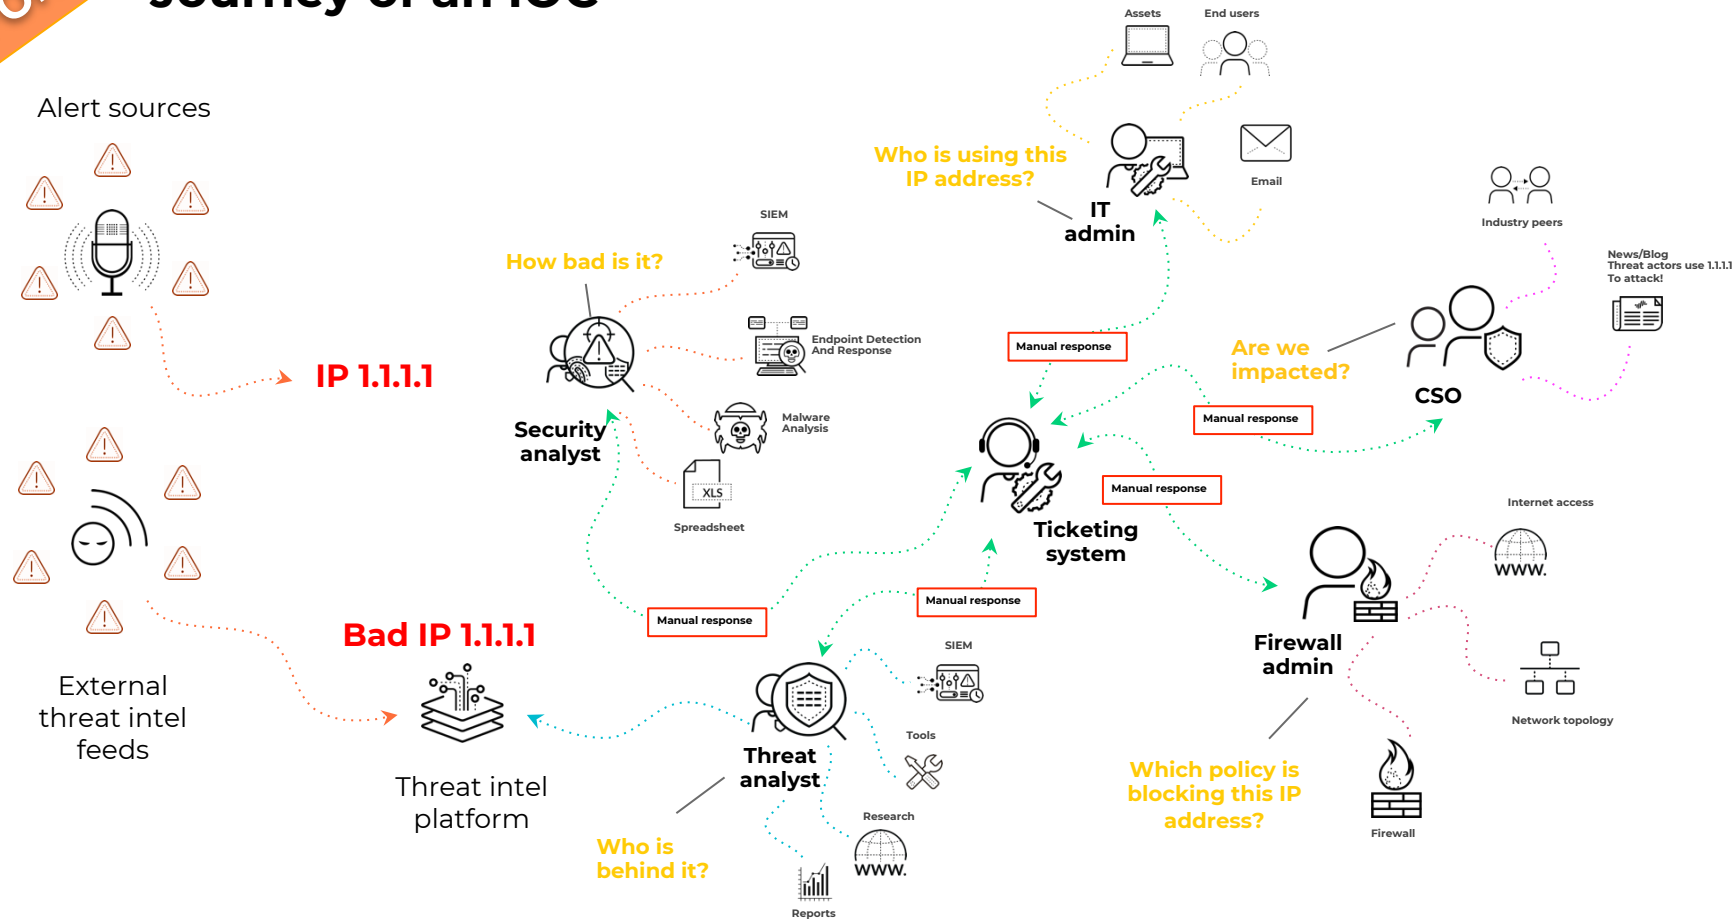 Journey of an IOC
Alert sources
IP 1.1.1.1
External
threat intel
feeds
Bad IP 1.1.1.1
Threat intel
platform
How bad is it?
Security
analyst
SIEM
Endpoint Detection
And Response
Malware
Analysis
XLS
Spreadsheet
Manual response
Manual response
Threat
analyst
Who is
behind it?
SIEM
Tools
Research
WWW.
Reports
Assets
End users
Who is using this
IP address?
IT
admin
Email
Manual response
Ticketing
system
Manual response
Manual response
Industry peers
News/Blog
Threat actors use 1.1.1.1
To attack!
Are we
impacted?
CSO
Internet access
WWW.
Firewall
admin
Network topology
Which policy is
blocking this IP
address?
Firewall